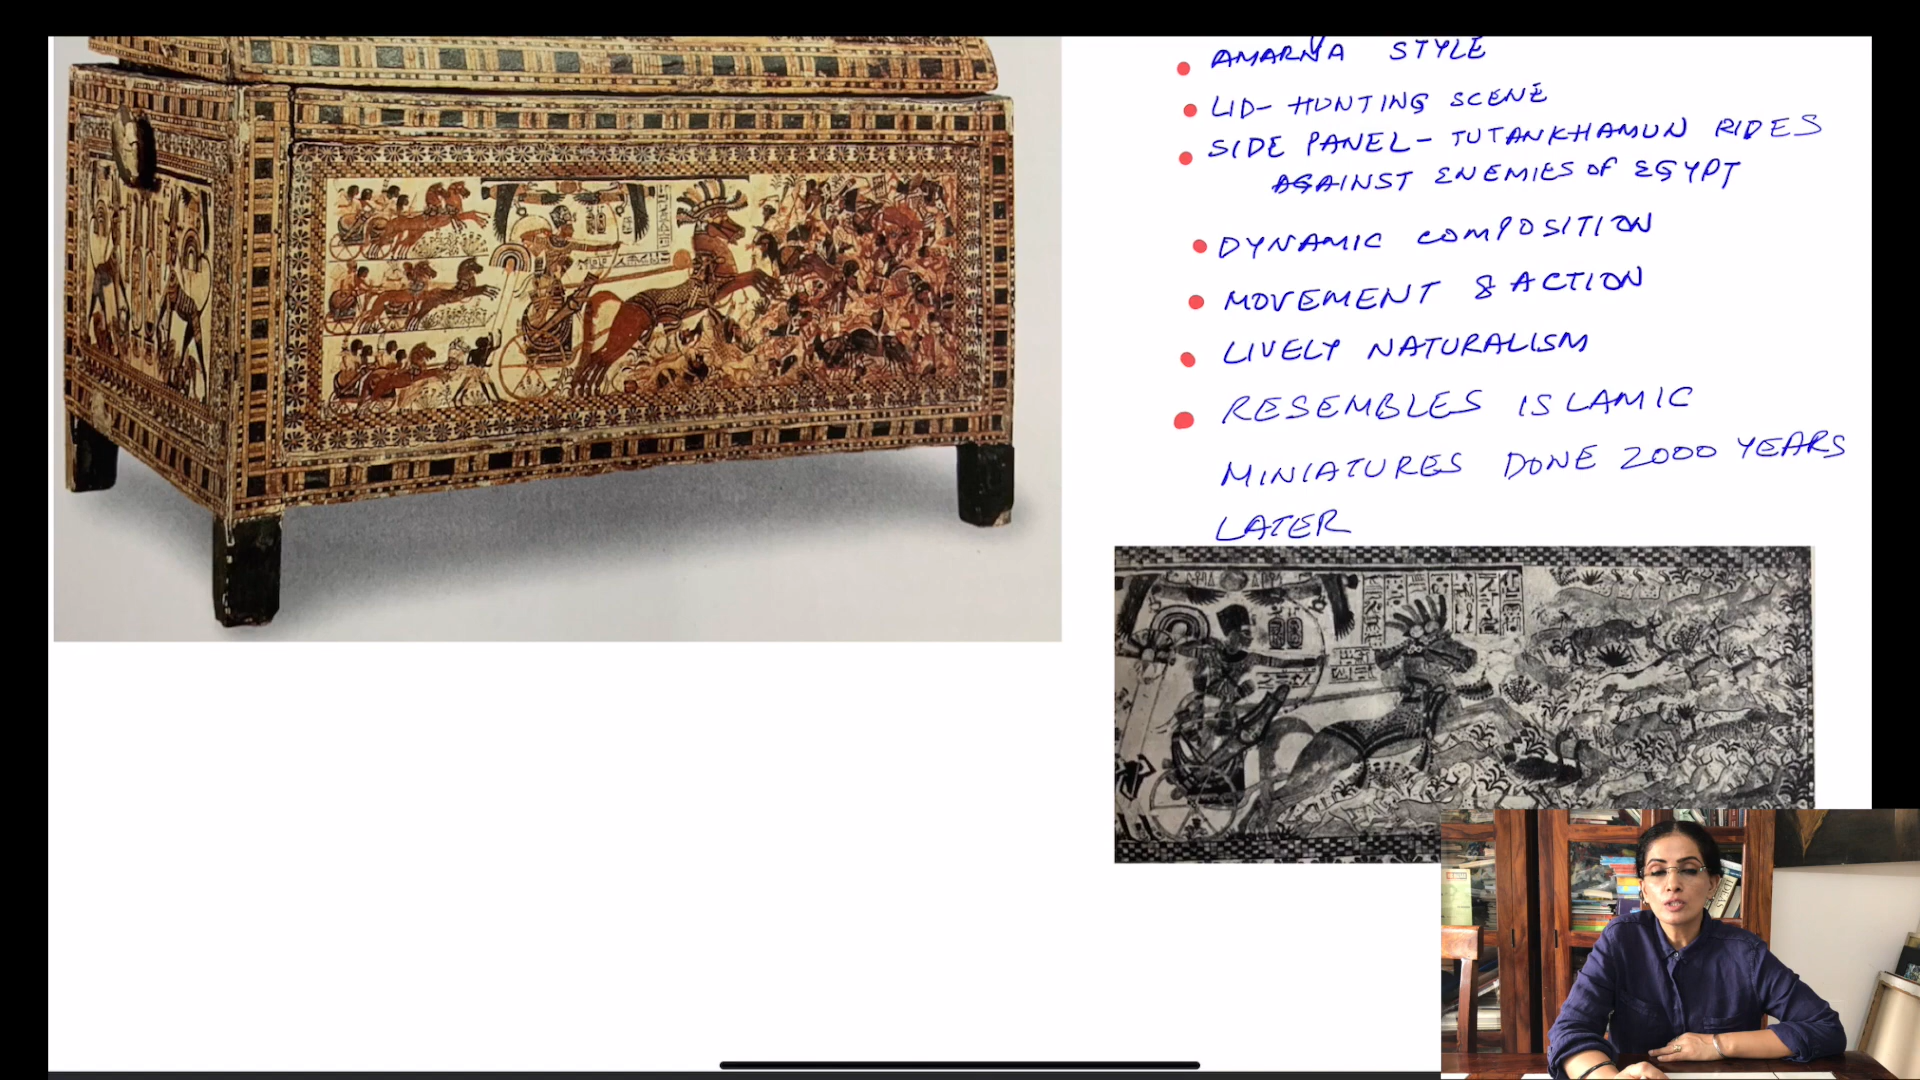 AMARNA STYLE
LID- HUNTING SCENE
SIDE PANEL- TUTANKHAMUN RIDES
AGAINST ENEMIES OF EGYPT
DYNAMIC COMPOSITION
MOVEMENT & ACTION
LIVELY NATURALISM
RESEMBLES ISLAMIC
MINIATURES DONE 2000 YEARS
LATER
IDEAS